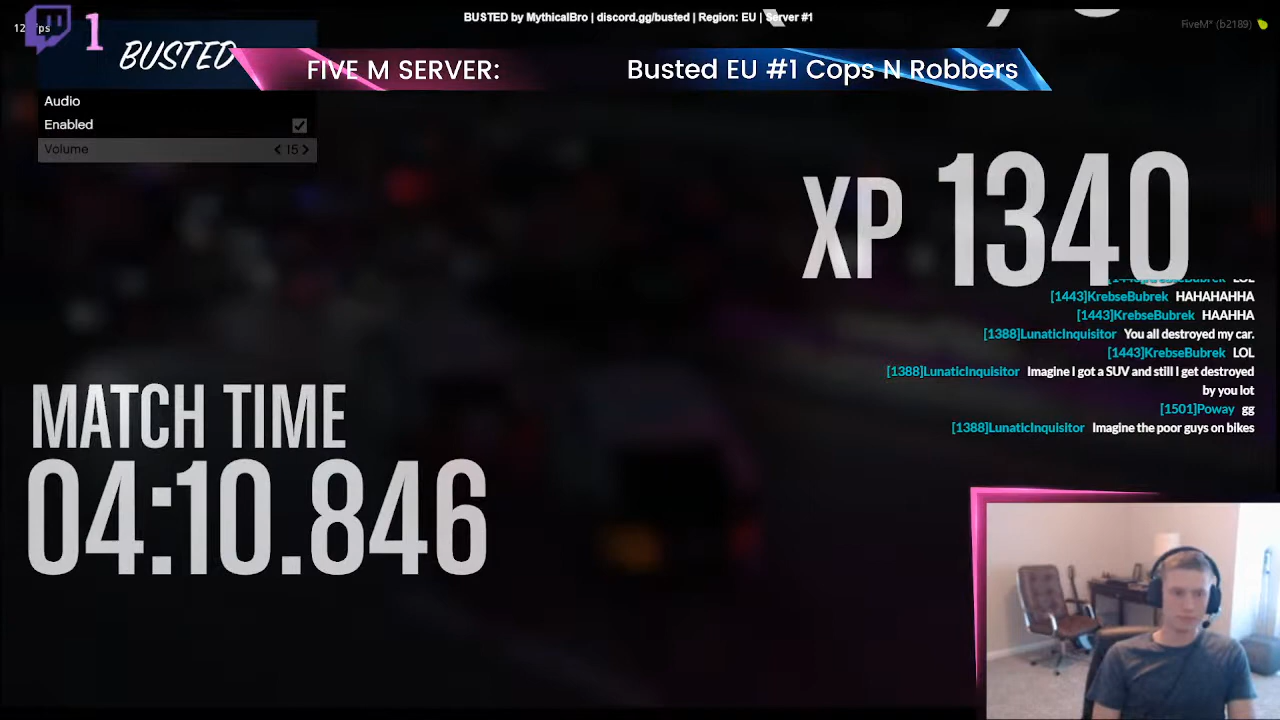 BUSTED by MythicalBro | discord.gg/busted | Region: EU | Server #1
FiveM* (b2189)
1
BUSTED
FIVE M SERVER:
Busted EU #1 Cops N Robbers
Audio
Enabled
Volume
< 15 >
XP 1340
[1443]KrebseBubrek LOL
[1443]KrebseBubrek HAHAHAHHA
[1443]KrebseBubrek HAAHHA
[1388]LunaticInquisitor You all destroyed my car.
[1443]KrebseBubrek LOL
[1388]LunaticInquisitor Imagine I got a SUV and still I get destroyed
by you lot
[1501]Poway gg
[1388]LunaticInquisitor Imagine the poor guys on bikes
MATCH TIME
04:10.846